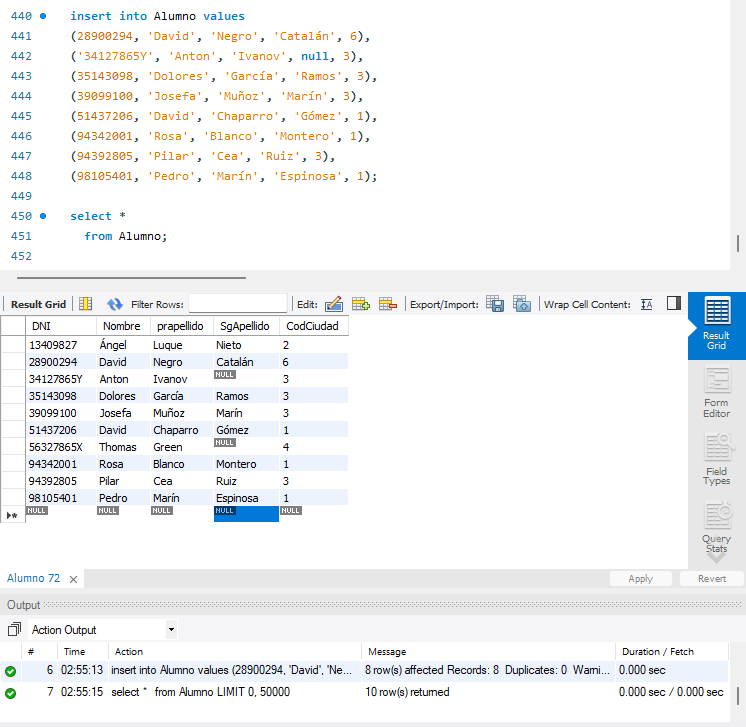 440 insert into Alumno values
441 (28900294, 'David', 'Negro', 'Catalán', 6),
442 ('34127865Y', 'Anton', 'Ivanov', null, 3),
443 (35143098, 'Dolores', 'García', 'Ramos', 3),
444 (39099100, 'Josefa', 'Muñoz', 'Marín', 3),
445 (51437206, 'David', 'Chaparro', 'Gómez', 1),
446 (94342001, 'Rosa', 'Blanco', 'Montero', 1),
447 (94392805, 'Pilar', 'Cea', 'Ruiz', 3),
448 (98105401, 'Pedro', 'Marín', 'Espinosa', 1);
449
450 select *
451 from Alumno;
452
Result Grid Filter Rows: Edit: Export/Import: Wrap Cell Content: IA
DNI Nombre prapellido SgApellido CodCiudad
13409827 Ángel Luque Nieto 2
28900294 David Negro Catalán 6
34127865Y Anton Ivanov NULL 3
35143098 Dolores García Ramos 3
39099100 Josefa Muñoz Marín 3
51437206 David Chaparro Gómez 1
56327865X Thomas Green NULL 4
94342001 Rosa Blanco Montero 1
94392805 Pilar Cea Ruiz 3
98105401 Pedro Marín Espinosa 1
NULL NULL NULL NULL NULL
Result
Grid
Form
Editor
Field
Types
Query
Stats
Alumno 72 Apply Revert
Output
Action Output
# Time Action Message Duration / Fetch
6 02:55:13 insert into Alumno values (28900294, 'David', 'Ne... 8 row(s) affected Records: 8 Duplicates: 0 Warni... 0.000 sec
7 02:55:15 select * from Alumno LIMIT 0, 50000 10 row(s) returned 0.000 sec / 0.000 sec